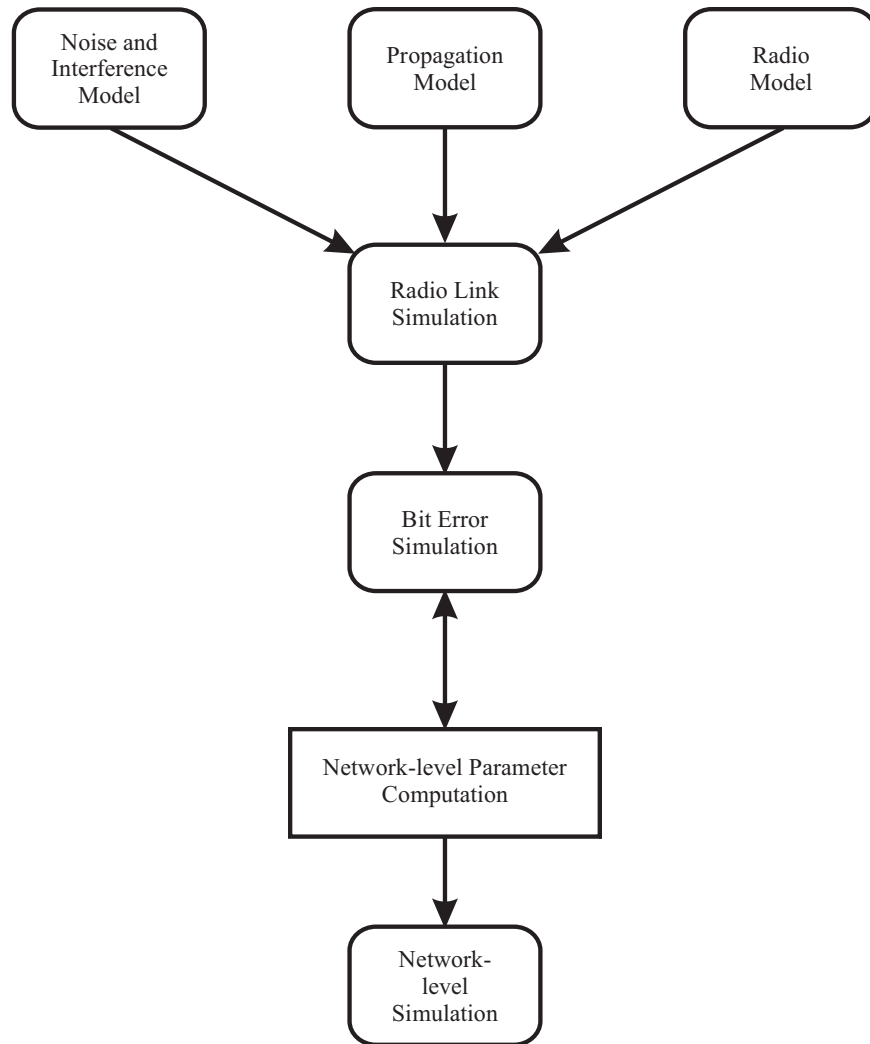 Noise and
Interference
Model
Propagation
Model
Radio
Model
Radio Link
Simulation
Bit Error
Simulation
Network-level Parameter
Computation
Network-
level
Simulation